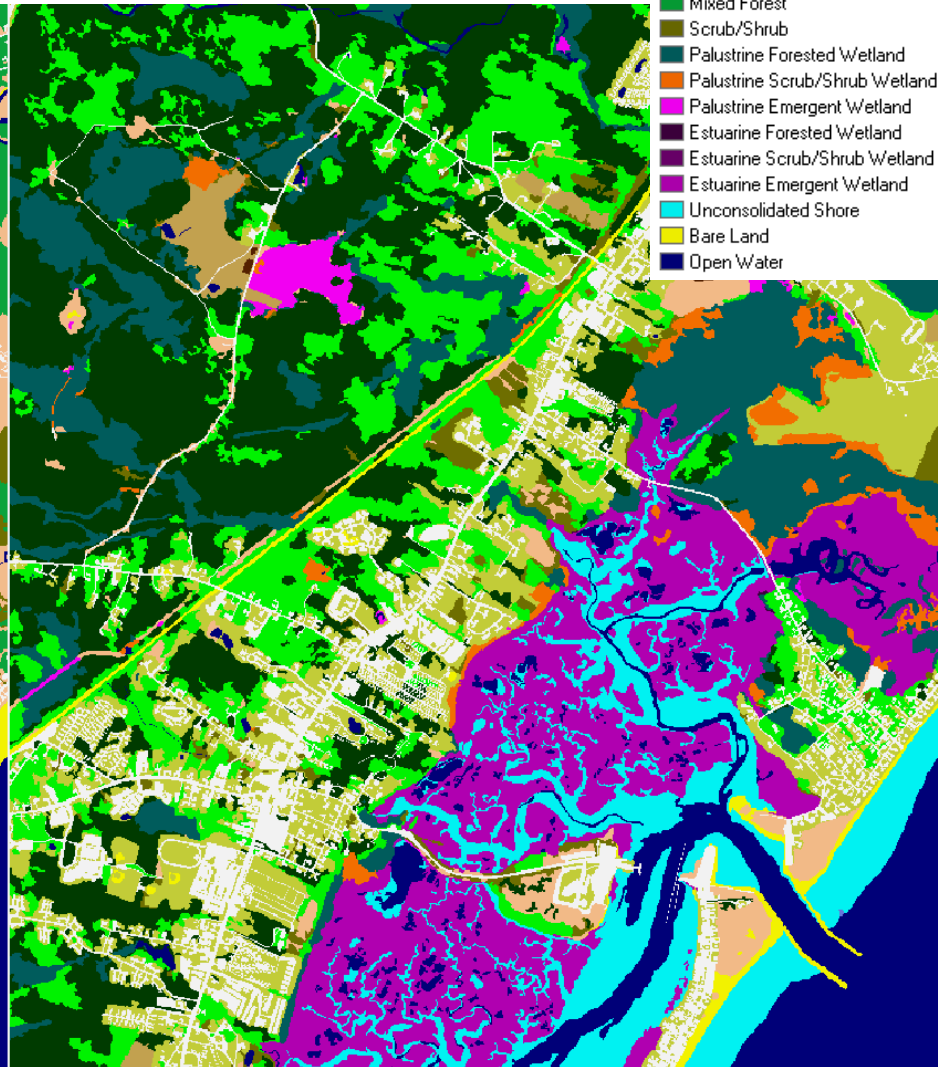 Mixed Forest
Scrub/Shrub
Palustrine Forested Wetland
Palustrine Scrub/Shrub Wetland
Palustrine Emergent Wetland
Estuarine Forested Wetland
Estuarine Scrub/Shrub Wetland
Estuarine Emergent Wetland
Unconsolidated Shore
Bare Land
Open Water